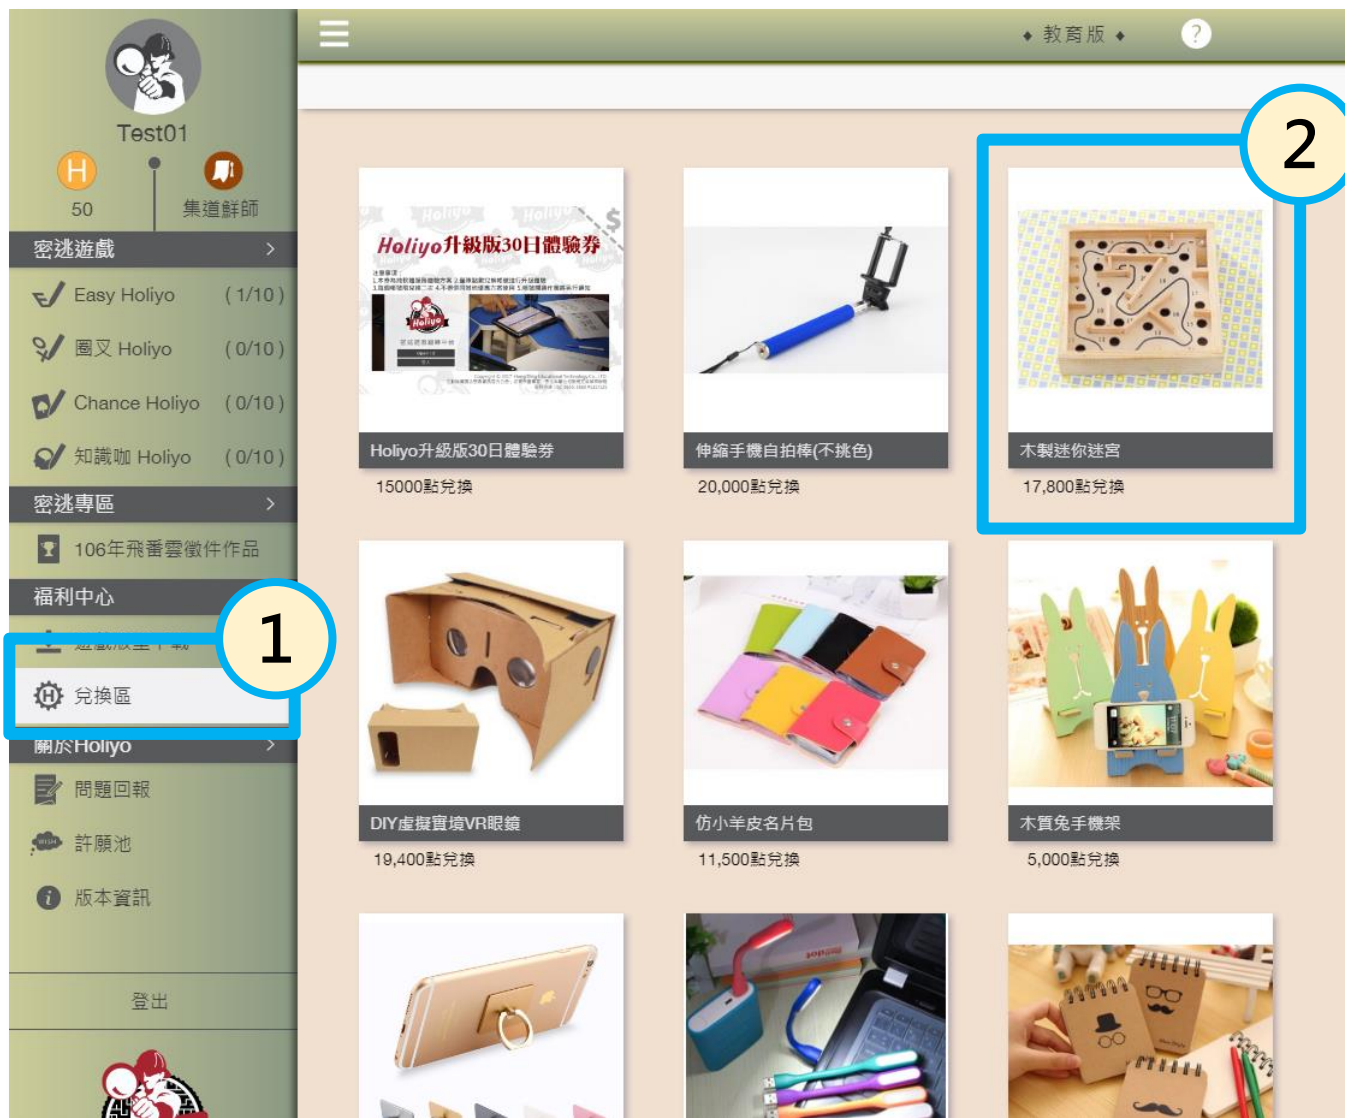 ◆ 教育版 ◆
?
Test01
H
50
集道鮮師
密逃遊戲 >
Easy Holiyo (1/10)
圈叉 Holiyo (0/10)
Chance Holiyo (0/10)
知識咖 Holiyo (0/10)
密逃專區 >
106年飛番雲徵件作品
福利中心
1
H 兌換區
關於Holiyo >
問題回報
WISH 許願池
i 版本資訊
登出
2
Holiyo升級版30日體驗券
Holiyo
Holiyo升級版30日體驗券
15000點兌換
伸縮手機自拍棒(不挑色)
20,000點兌換
木製迷你迷宮
17,800點兌換
DIY虛擬實境VR眼鏡
19,400點兌換
仿小羊皮名片包
11,500點兌換
木質兔手機架
5,000點兌換